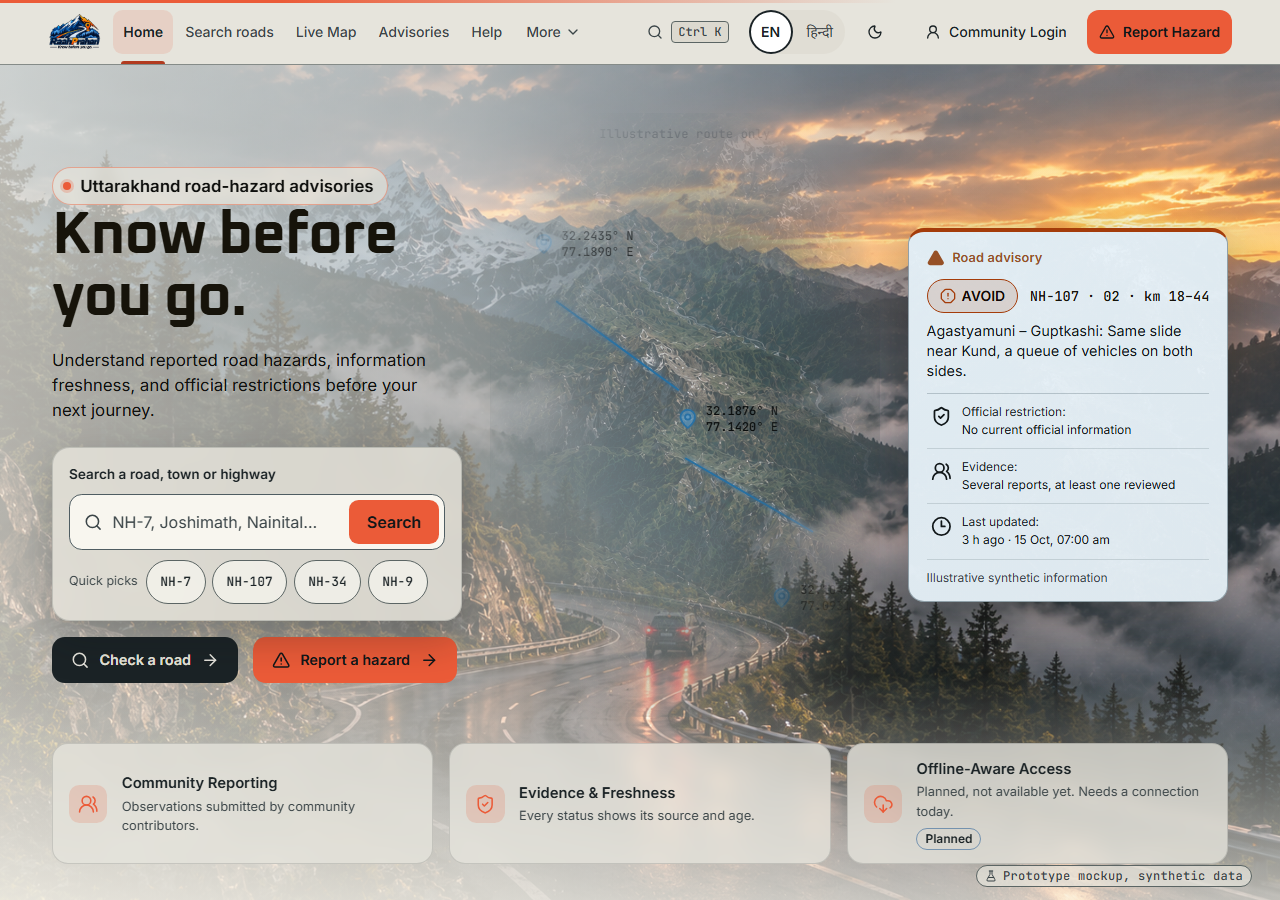 Home
Search roads
Live Map
Advisories
Help
More
Ctrl K
EN
हिन्दी
Community Login
Report Hazard
Illustrative route only
Uttarakhand road-hazard advisories
Know before
you go.
Understand reported road hazards, information
freshness, and official restrictions before your
next journey.
32.2435° N
77.1890° E
32.1876° N
77.1420° E
Search a road, town or highway
NH-7, Joshimath, Nainital...
Search
Quick picks
NH-7
NH-107
NH-34
NH-9
Check a road
Report a hazard
Road advisory
AVOID
NH-107 · 02 · km 18–44
Agastyamuni – Guptkashi: Same slide
near Kund, a queue of vehicles on both
sides.
Official restriction:
No current official information
Evidence:
Several reports, at least one reviewed
Last updated:
3 h ago · 15 Oct, 07:00 am
Illustrative synthetic information
Community Reporting
Observations submitted by community
contributors.
Evidence & Freshness
Every status shows its source and age.
Offline-Aware Access
Planned, not available yet. Needs a connection
today.
Planned
Prototype mockup, synthetic data